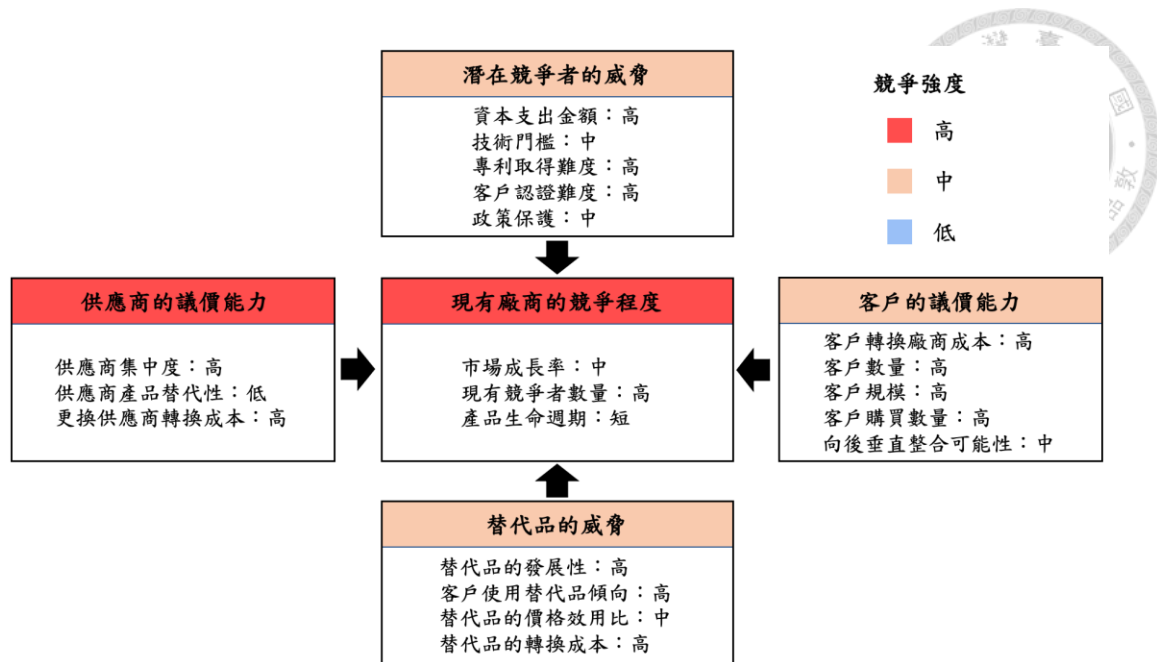 潛在競爭者的威脅
資本支出金額：高
技術門檻：中
專利取得難度：高
客戶認證難度：高
政策保護：中
競爭強度
高
中
低
供應商的議價能力
供應商集中度：高
供應商產品替代性：低
更換供應商轉換成本：高
現有廠商的競爭程度
市場成長率：中
現有競爭者數量：高
產品生命週期：短
客戶的議價能力
客戶轉換廠商成本：高
客戶數量：高
客戶規模：高
客戶購買數量：高
向後垂直整合可能性：中
替代品的威脅
替代品的發展性：高
客戶使用替代品傾向：高
替代品的價格效用比：中
替代品的轉換成本：高